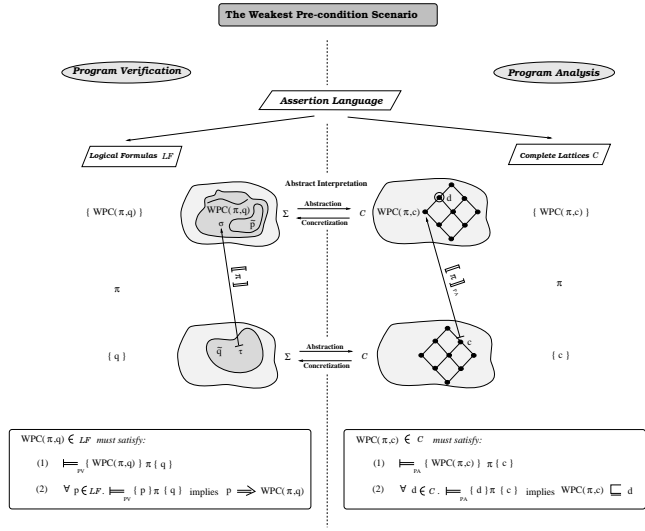 The Weakest Pre-condition Scenario
Program Verification
Program Analysis
Assertion Language
Logical Formulas LF
Complete Lattices C
Abstract Interpretation
{ WPC(π,q) }
WPC(π,q)
σ
p̃
Σ
Abstraction
Concretization
C
WPC(π,c)
d
{ WPC(π,c) }
π
⟦π⟧
⟦π⟧ PA
π
{ q }
q̃
τ
Σ
Abstraction
Concretization
C
c
{ c }
WPC(π,q) ∈ LF must satisfy:
(1) ⊨PV { WPC(π,q) } π { q }
(2) ∀ p ∈ LF . ⊨PV { p } π { q } implies p ⟹ WPC(π,q)
WPC(π,c) ∈ C must satisfy:
(1) ⊨PA { WPC(π,c) } π { c }
(2) ∀ d ∈ C . ⊨PA { d } π { c } implies WPC(π,c) ⊑ d